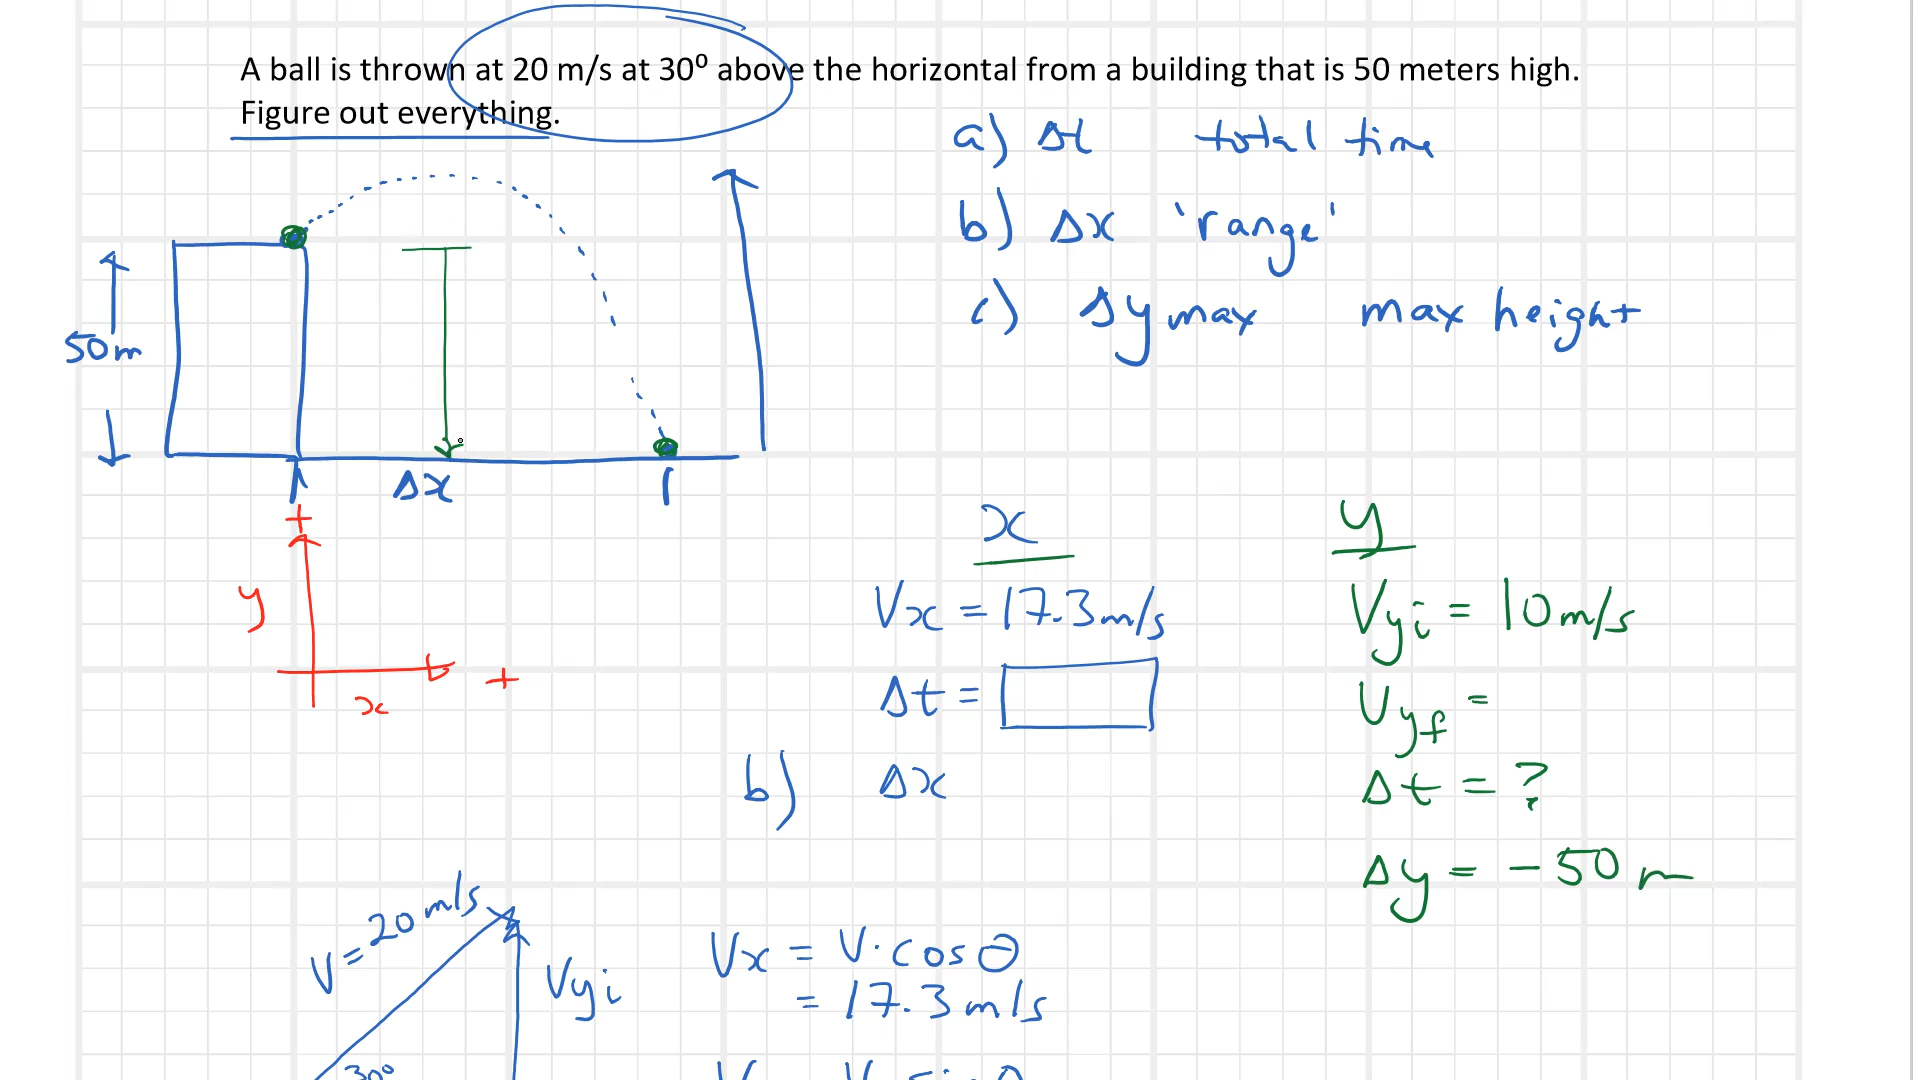 A ball is thrown at 20 m/s at 30⁰ above the horizontal from a building that is 50 meters high.
Figure out everything.
a) Δt total time
b) Δx 'range'
c) Δy max max height
50m
Δx
+
y
x
+
x
Vx = 17.3 m/s
Δt =
b) Δx
y
Vyi = 10 m/s
Vyf =
Δt = ?
Δy = -50 m
V = 20 m/s
Vyi
30⁰
Vx = V·cosθ
= 17.3 m/s